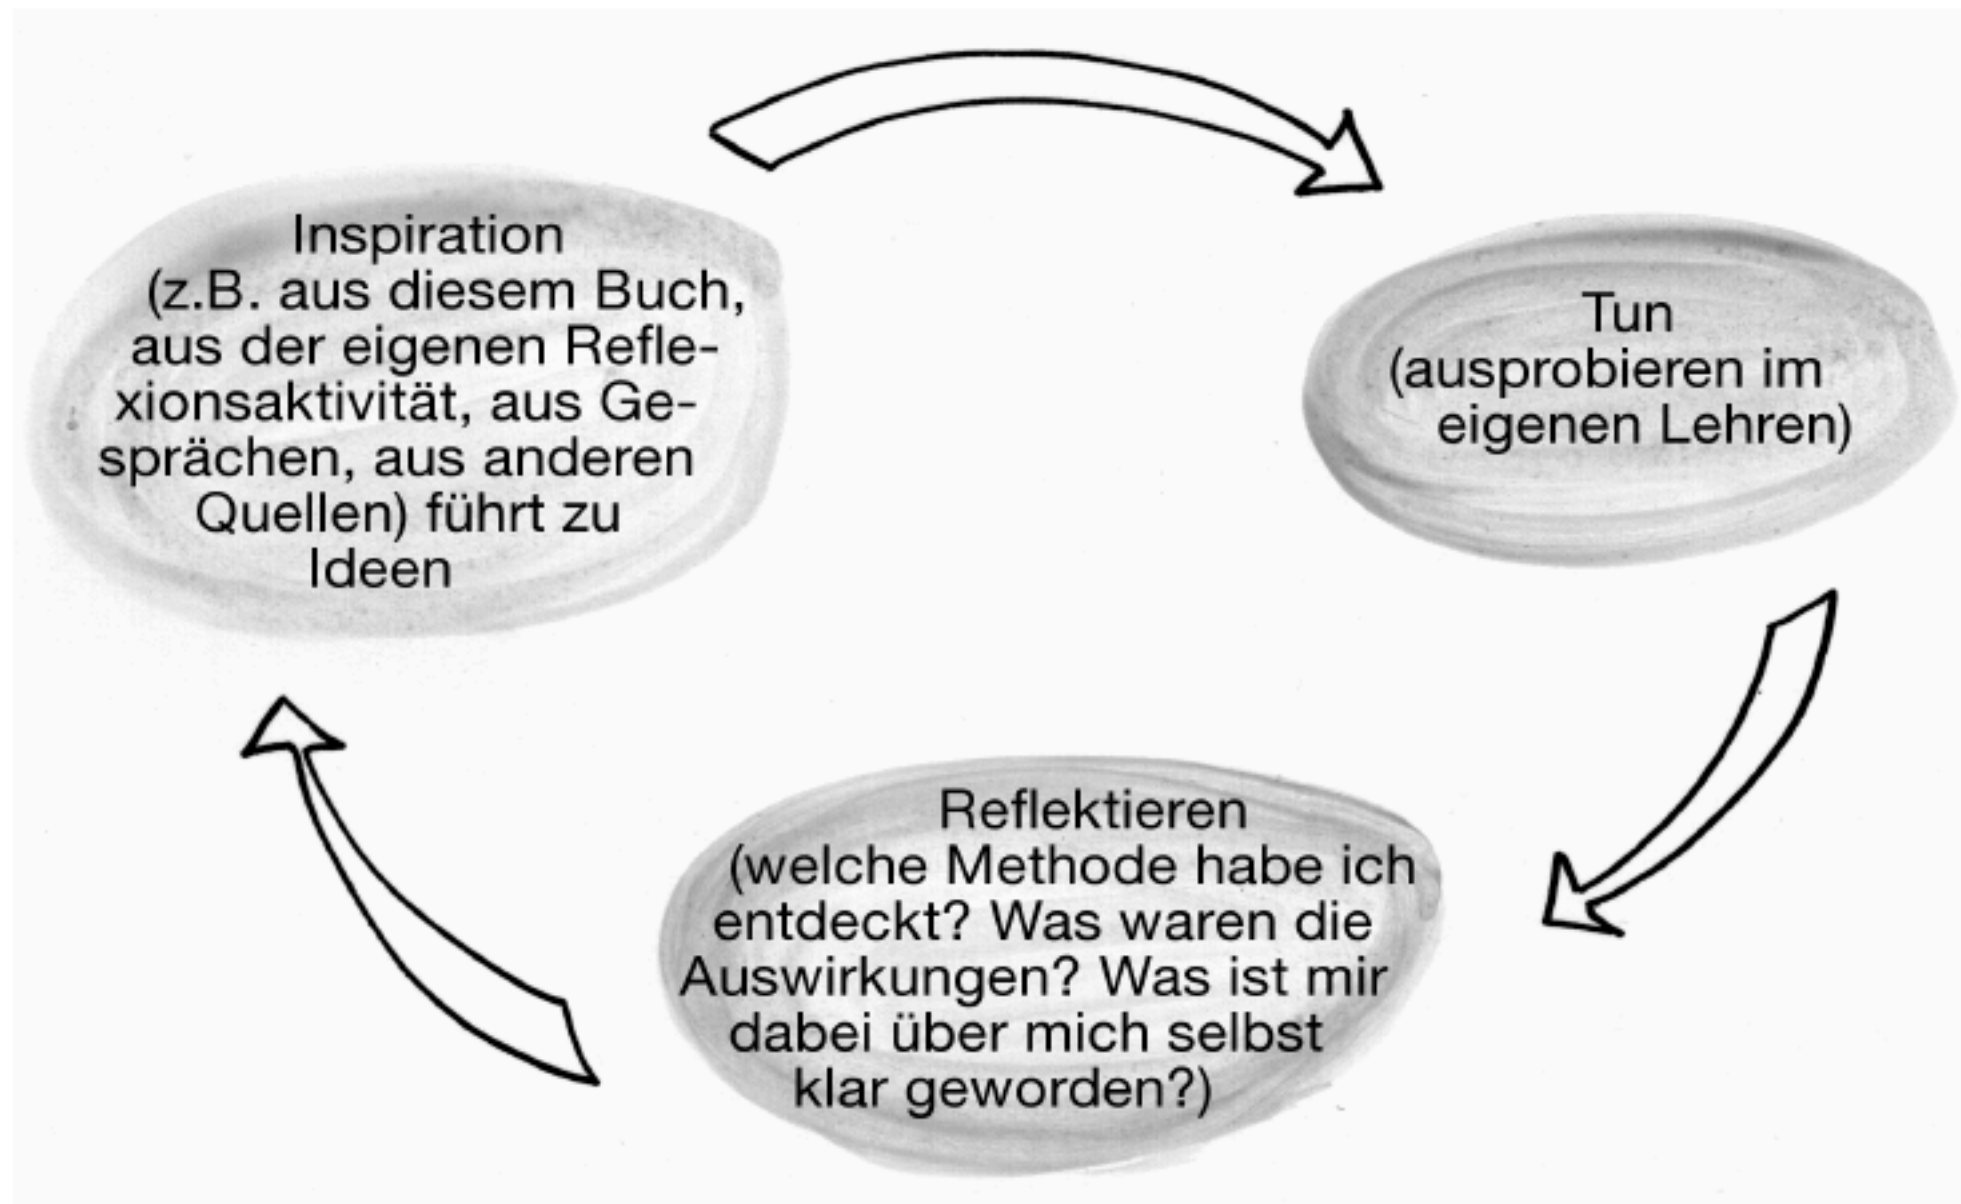 Inspiration
(z.B. aus diesem Buch,
aus der eigenen Refle-
xionsaktivität, aus Ge-
sprächen, aus anderen
Quellen) führt zu
Ideen
Tun
(ausprobieren im
eigenen Lehren)
Reflektieren
(welche Methode habe ich
entdeckt? Was waren die
Auswirkungen? Was ist mir
dabei über mich selbst
klar geworden?)